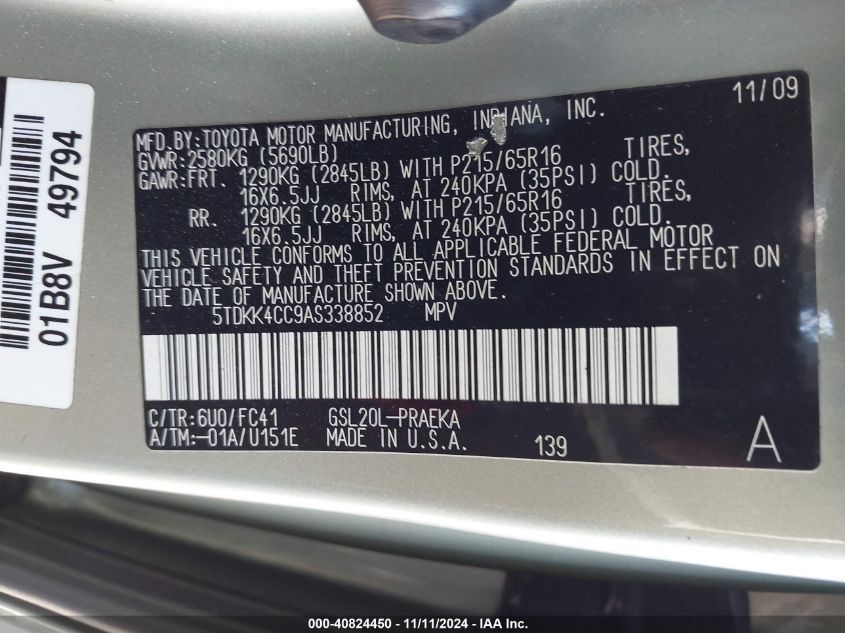 01B8V 49794
11/09
MFD.BY:TOYOTA MOTOR MANUFACTURING, INDIANA, INC.
GVWR:2580KG (5690LB)
GAWR:FRT. 1290KG (2845LB) WITH P215/65R16 TIRES,
16X6.5JJ RIMS, AT 240KPA (35PSI) COLD.
RR. 1290KG (2845LB) WITH P215/65R16 TIRES,
16X6.5JJ RIMS, AT 240KPA (35PSI) COLD.
THIS VEHICLE CONFORMS TO ALL APPLICABLE FEDERAL MOTOR
VEHICLE SAFETY AND THEFT PREVENTION STANDARDS IN EFFECT ON
THE DATE OF MANUFACTURE SHOWN ABOVE.
5TDKK4CC9AS338852 MPV
C/TR:6U0/FC41 GSL20L-PRAEKA
A/TM:-01A/U151E MADE IN U.S.A. 139 A
000-40824450 - 11/11/2024 - IAA Inc.